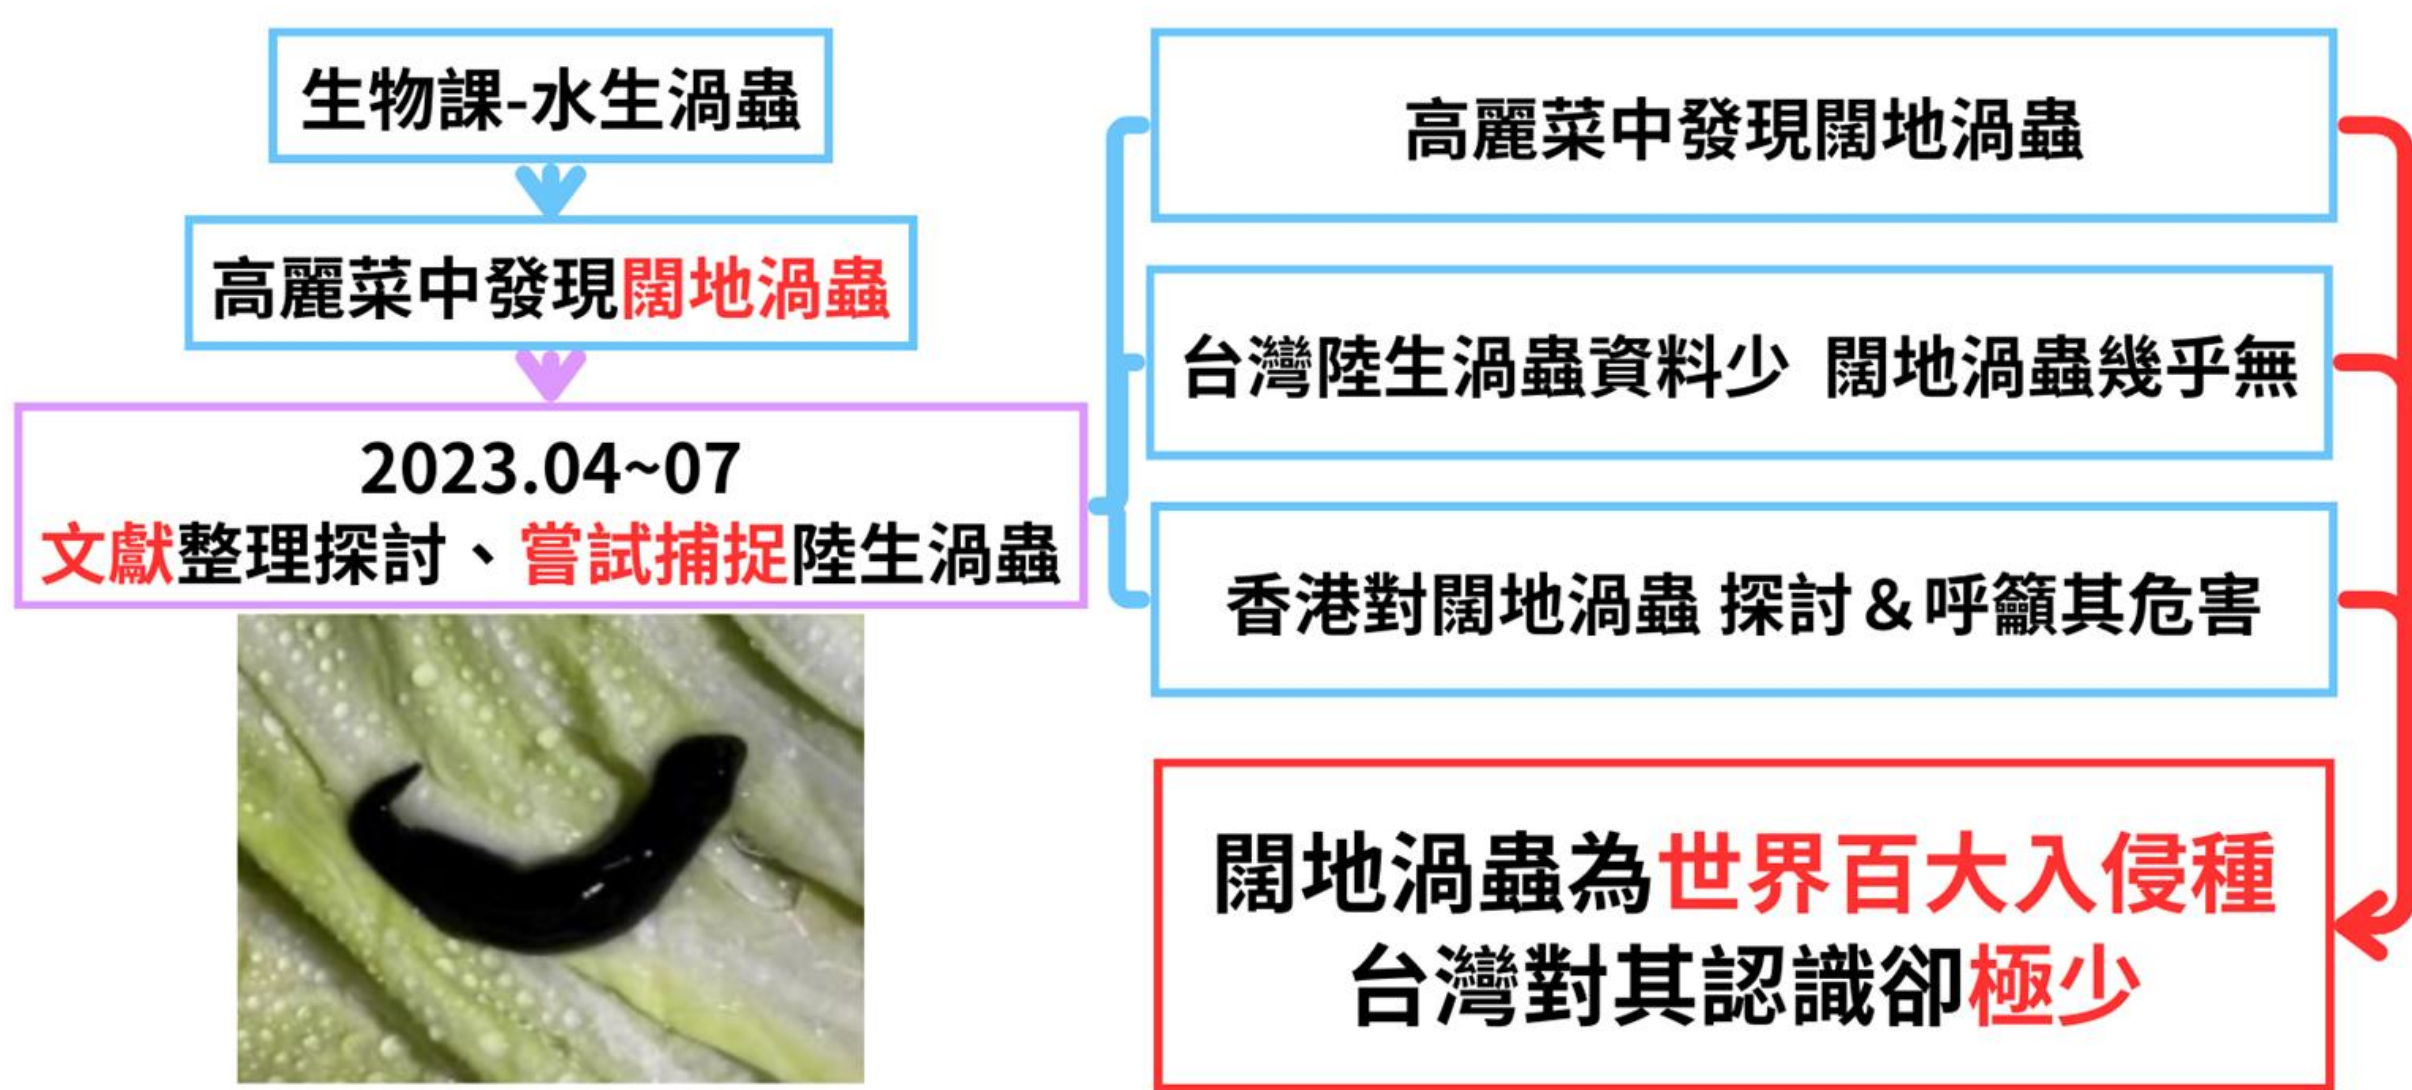 生物課-水生渦蟲
高麗菜中發現闊地渦蟲
2023.04~07
文獻整理探討、嘗試捕捉陸生渦蟲
高麗菜中發現闊地渦蟲
台灣陸生渦蟲資料少 闊地渦蟲幾乎無
香港對闊地渦蟲 探討&呼籲其危害
闊地渦蟲為世界百大入侵種
台灣對其認識卻極少